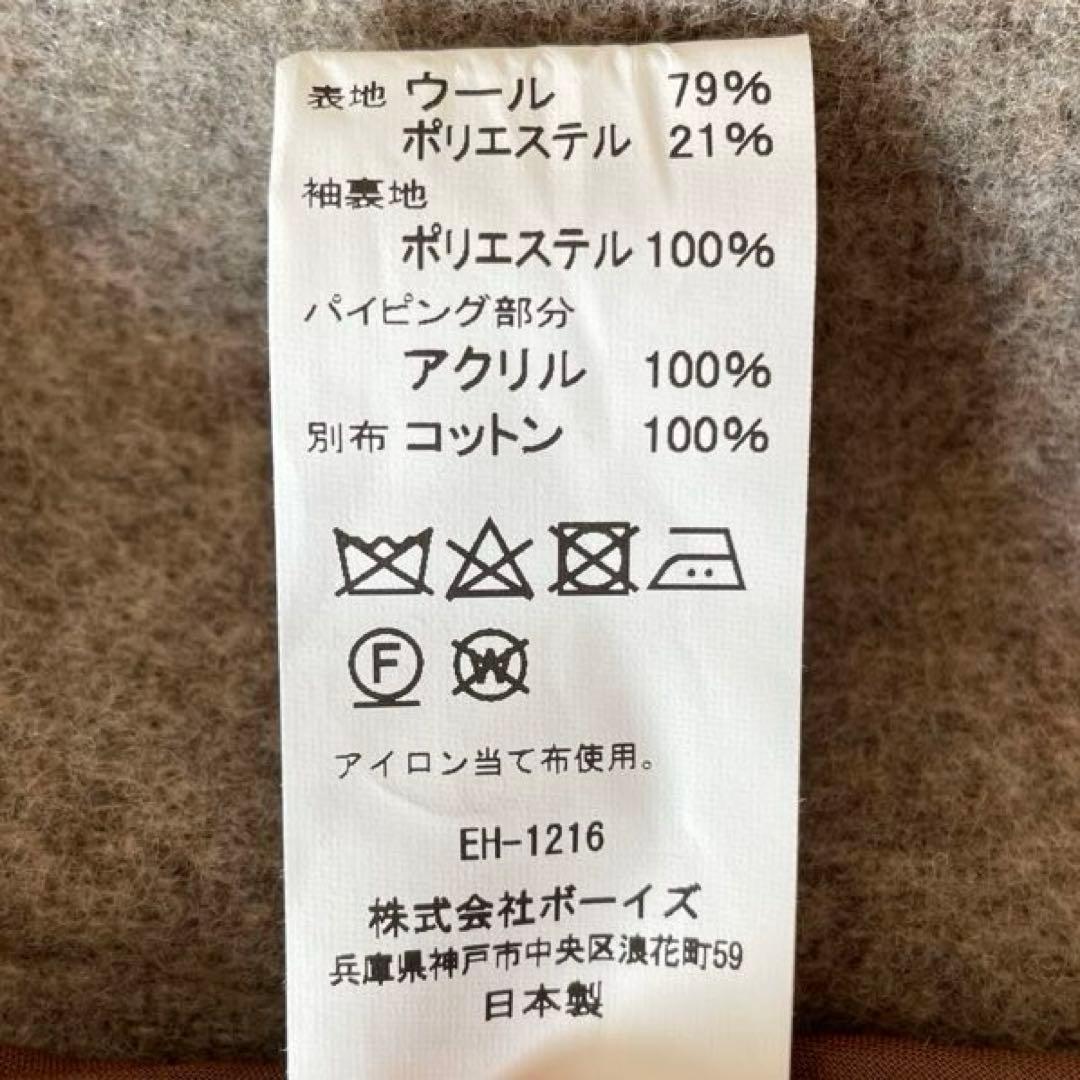 表地 ウール 79%
ポリエステル 21%
袖裏地
ポリエステル 100%
パイピング部分
アクリル 100%
別布 コットン 100%
F W
アイロン当て布使用。
EH-1216
株式会社ボーイズ
兵庫県神戸市中央区浪花町59
日本製